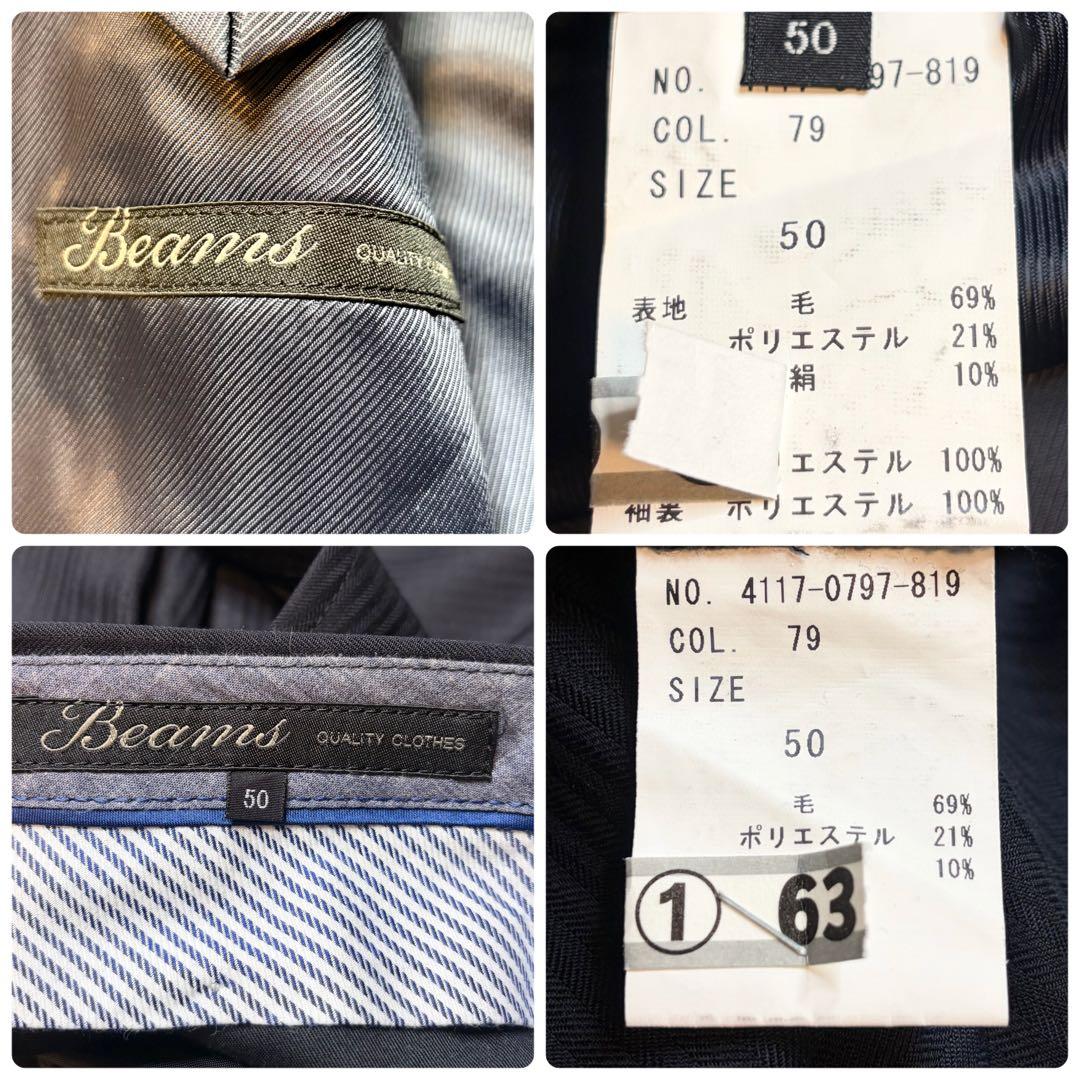 Beams QUALITY
50
NO. 97-819
COL. 79
SIZE
50
表地 毛 69%
ポリエステル 21%
絹 10%
エステル 100%
袖裏 ポリエステル 100%
Beams QUALITY CLOTHES
50
NO. 4117-0797-819
COL. 79
SIZE
50
毛 69%
ポリエステル 21%
10%
① 63